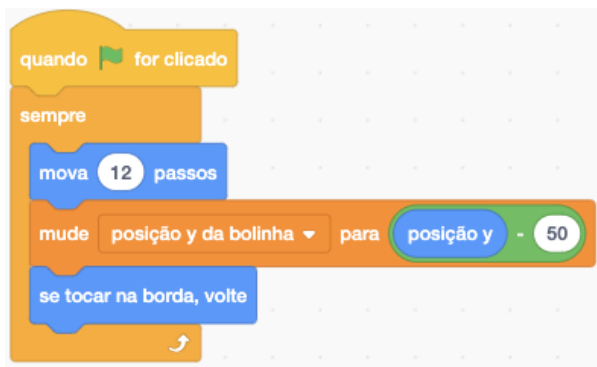 quando for clicado
sempre
mova 12 passos
mude posição y da bolinha para posição y - 50
se tocar na borda, volte